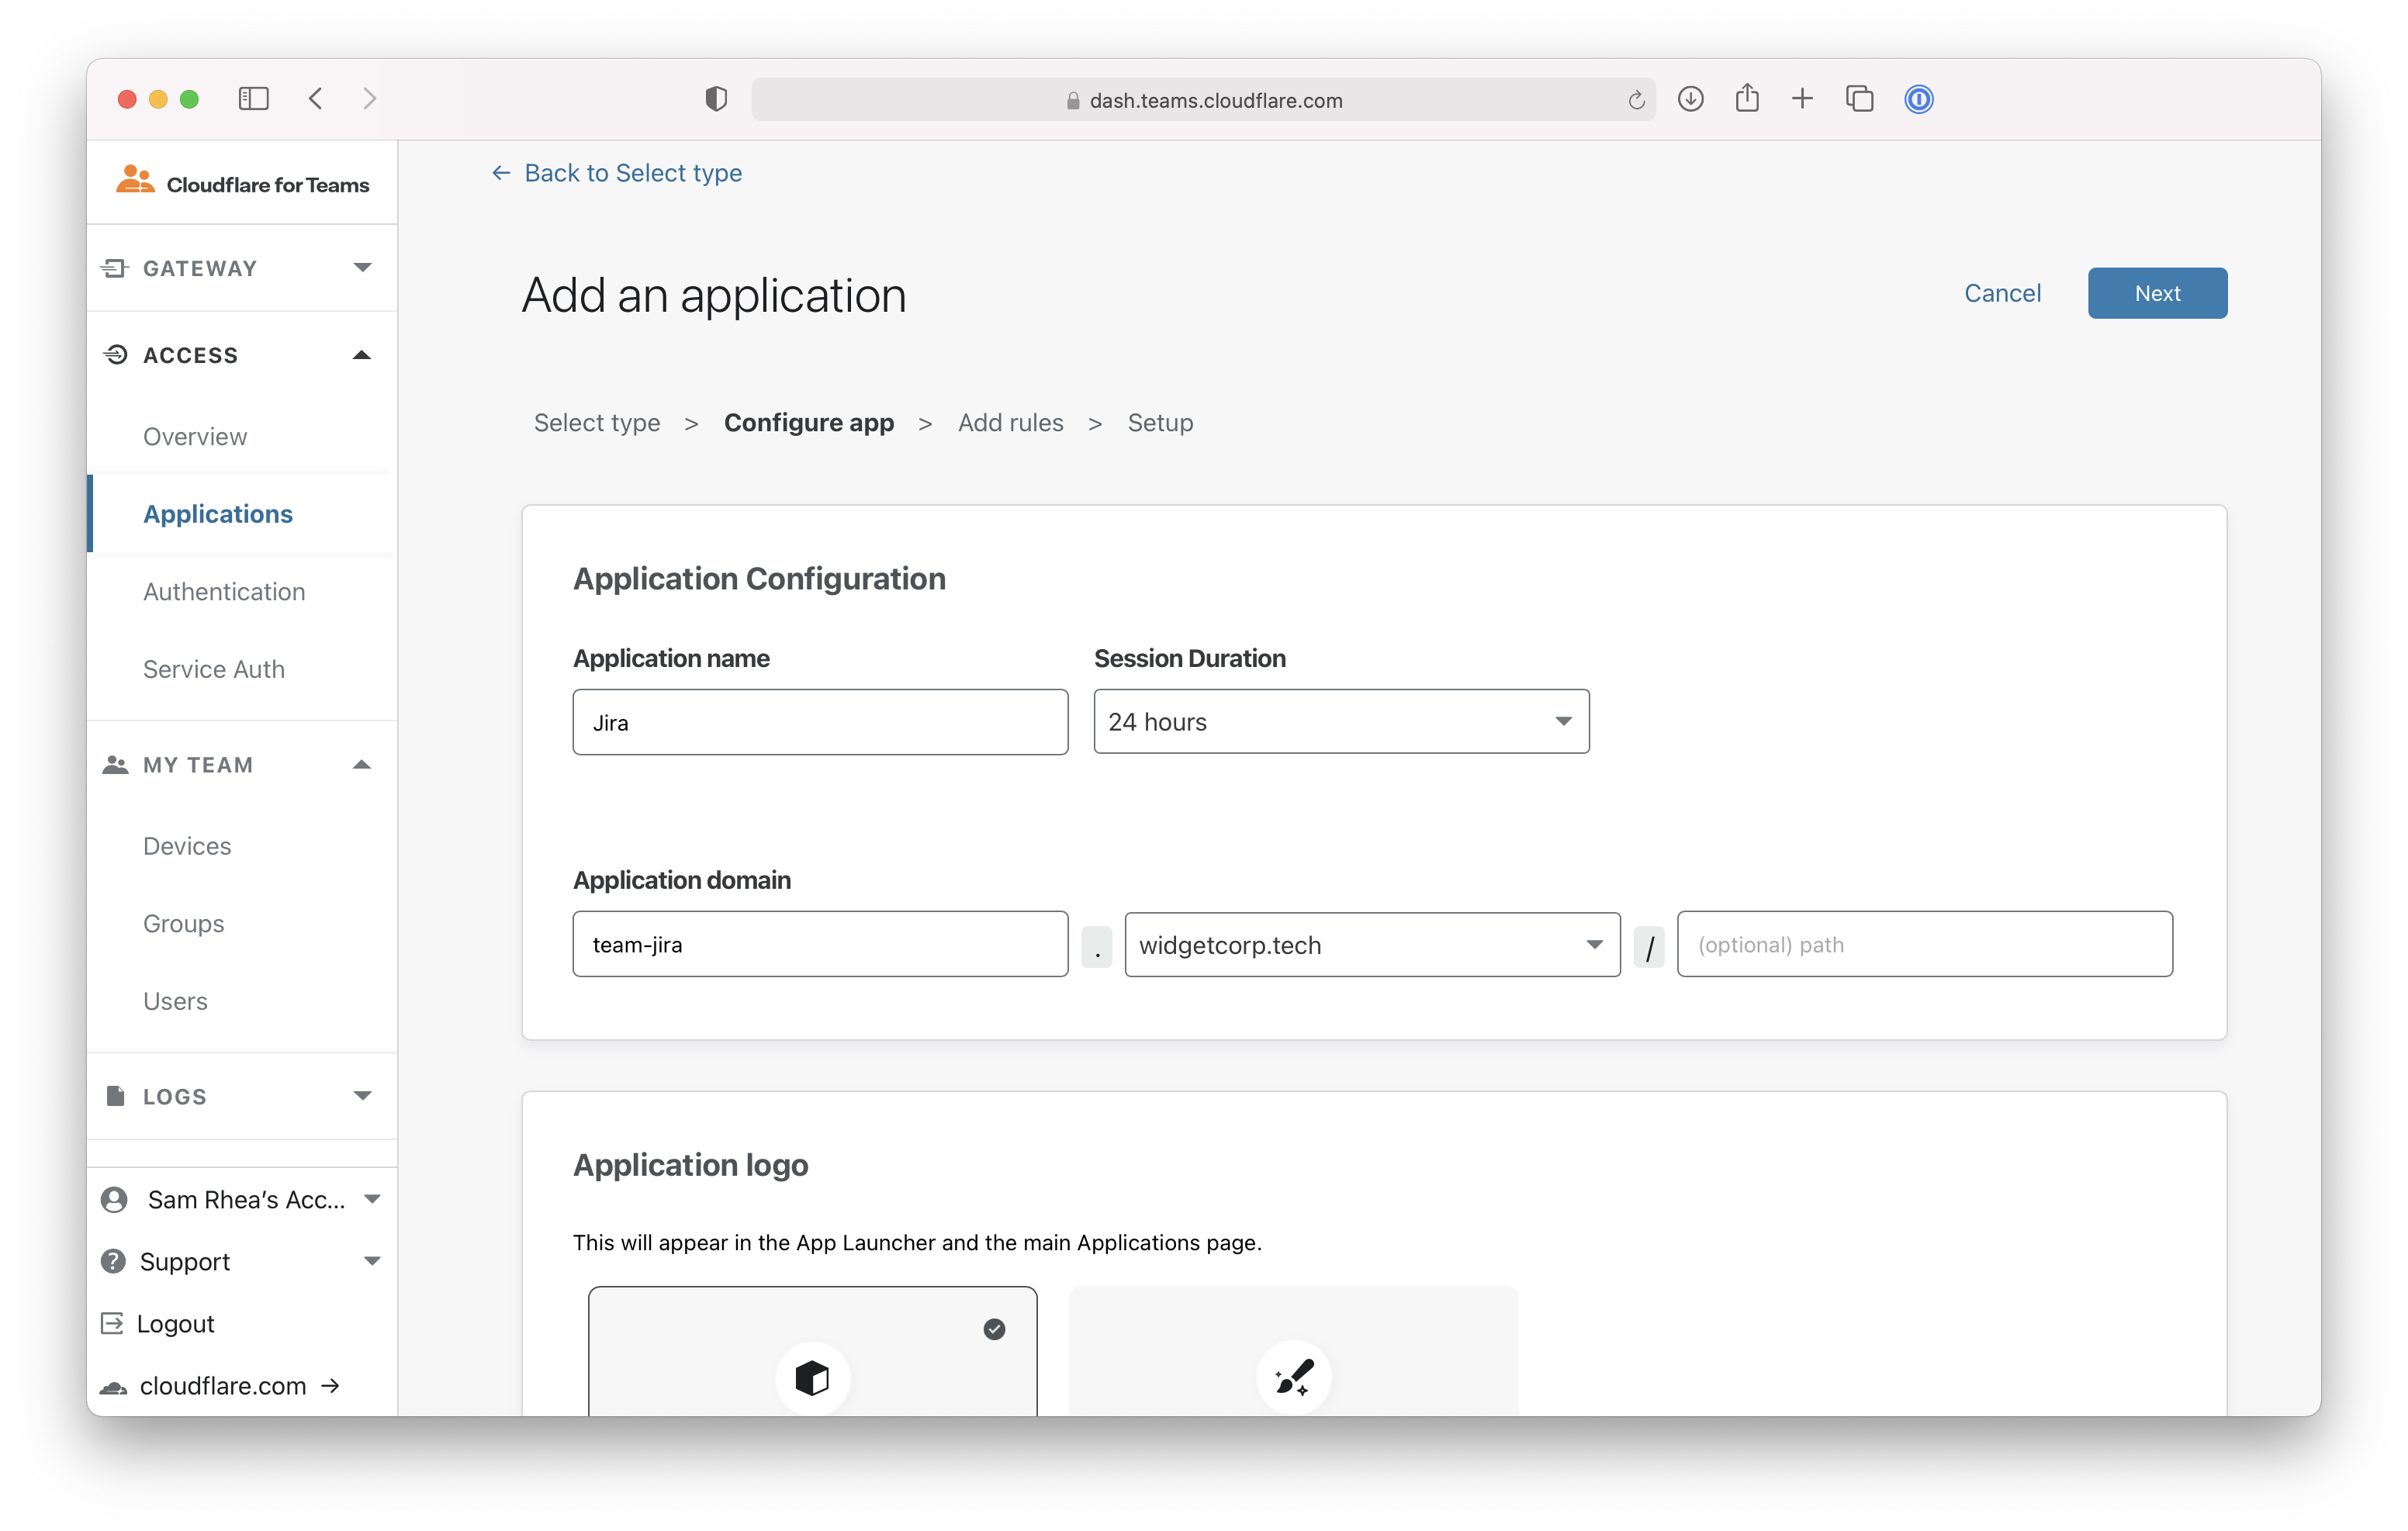 dash.teams.cloudflare.com
Cloudflare for Teams
GATEWAY
ACCESS
Overview
Applications
Authentication
Service Auth
MY TEAM
Devices
Groups
Users
LOGS
Sam Rhea’s Acc...
Support
Logout
cloudflare.com →
← Back to Select type
Add an application
Cancel
Next
Select type > Configure app > Add rules > Setup
Application Configuration
Application name
Session Duration
Jira
24 hours
Application domain
team-jira . widgetcorp.tech / (optional) path
Application logo
This will appear in the App Launcher and the main Applications page.